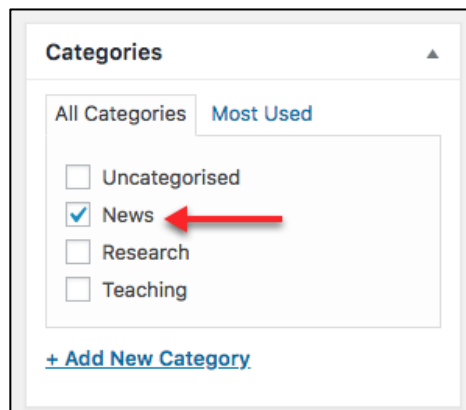 Categories
All Categories Most Used
Uncategorised
News
Research
Teaching
+ Add New Category